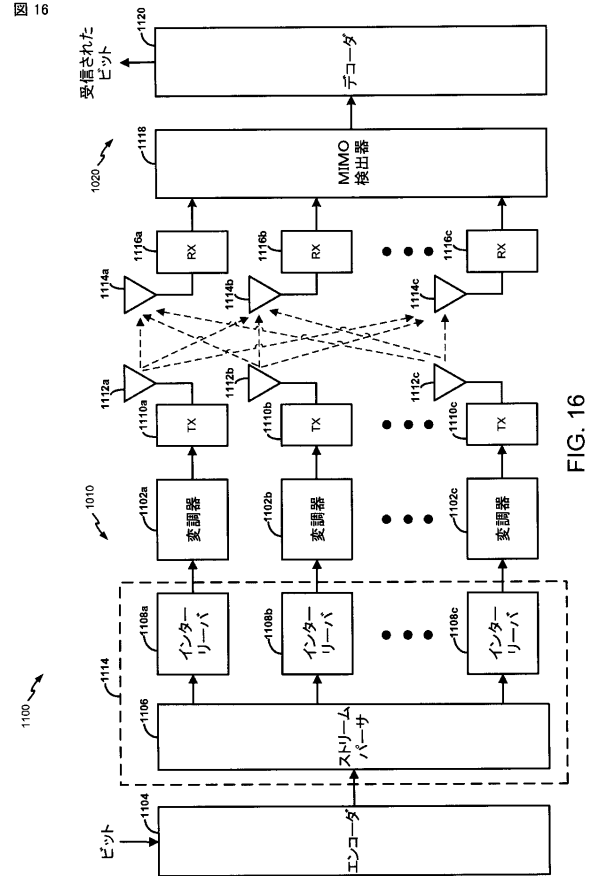 図 16
1100
1010
1020
ビット
1104
エンコーダ
1114
1106
ストリーム
パーサ
1108a
インター
リーバ
1102a
変調器
1110a
TX
1112a
1114a
1116a
RX
1108b
インター
リーバ
1102b
変調器
1110b
TX
1112b
1114b
1116b
RX
1108c
インター
リーバ
1102c
変調器
1110c
TX
1112c
1114c
1116c
RX
1118
MIMO
検出器
1120
デコーダ
受信された
ビット
FIG. 16